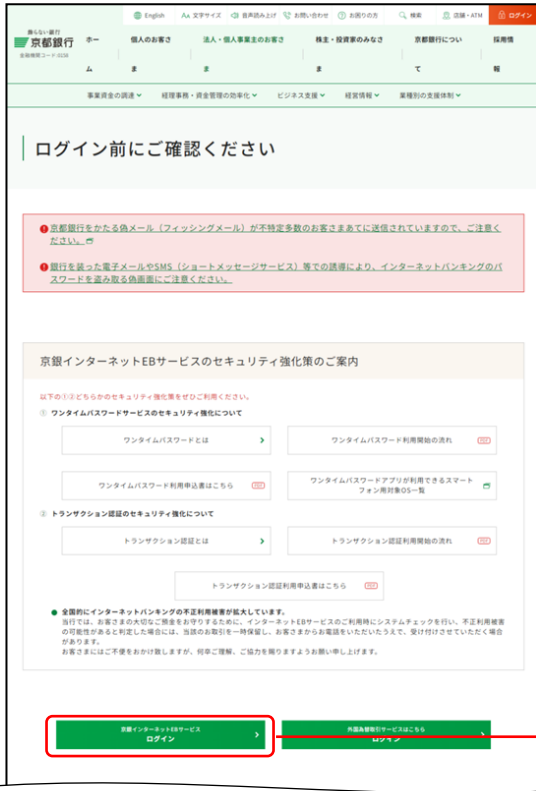 English　Aa 文字サイズ　音声読み上げ　お問い合わせ　お困りの方　検索　店舗・ATM　ログイン
飾らない銀行
京都銀行
金融機関コード:0158
ホーム　個人のお客さま　法人・個人事業主のお客さま　株主・投資家のみなさま　京都銀行について　採用情報
事業資金の調達　経理事務・資金管理の効率化　ビジネス支援　経営情報　業種別の支援体制
ログイン前にご確認ください
京都銀行をかたる偽メール（フィッシングメール）が不特定多数のお客さまあてに送信されていますので、ご注意く
ださい。
銀行を装った電子メールやSMS（ショートメッセージサービス）等での誘導により、インターネットバンキングのパ
スワードを盗み取る偽画面にご注意ください。
京銀インターネットEBサービスのセキュリティ強化策のご案内
以下の①②どちらかのセキュリティ強化策をぜひご利用ください。
① ワンタイムパスワードサービスのセキュリティ強化について
ワンタイムパスワードとは
ワンタイムパスワード利用開始の流れ PDF
ワンタイムパスワード利用申込書はこちら PDF
ワンタイムパスワードアプリが利用できるスマート
フォン用対象OS一覧
② トランザクション認証のセキュリティ強化について
トランザクション認証とは
トランザクション認証利用開始の流れ PDF
トランザクション認証利用申込書はこちら PDF
● 全国的にインターネットバンキングの不正利用被害が拡大しています。
当行では、お客さまの大切なご預金をお守りするために、インターネットEBサービスのご利用時にシステムチェックを行い、不正利用被害
の可能性があると判定した場合には、当該のお取引を一時保留し、お客さまからお電話をいただいたうえで、受け付けさせていただく場合
があります。
お客さまにはご不便をおかけ致しますが、何卒ご理解、ご協力を賜りますようお願い申し上げます。
京銀インターネットEBサービス
ログイン
外国為替取引サービスはこちら
ログイン